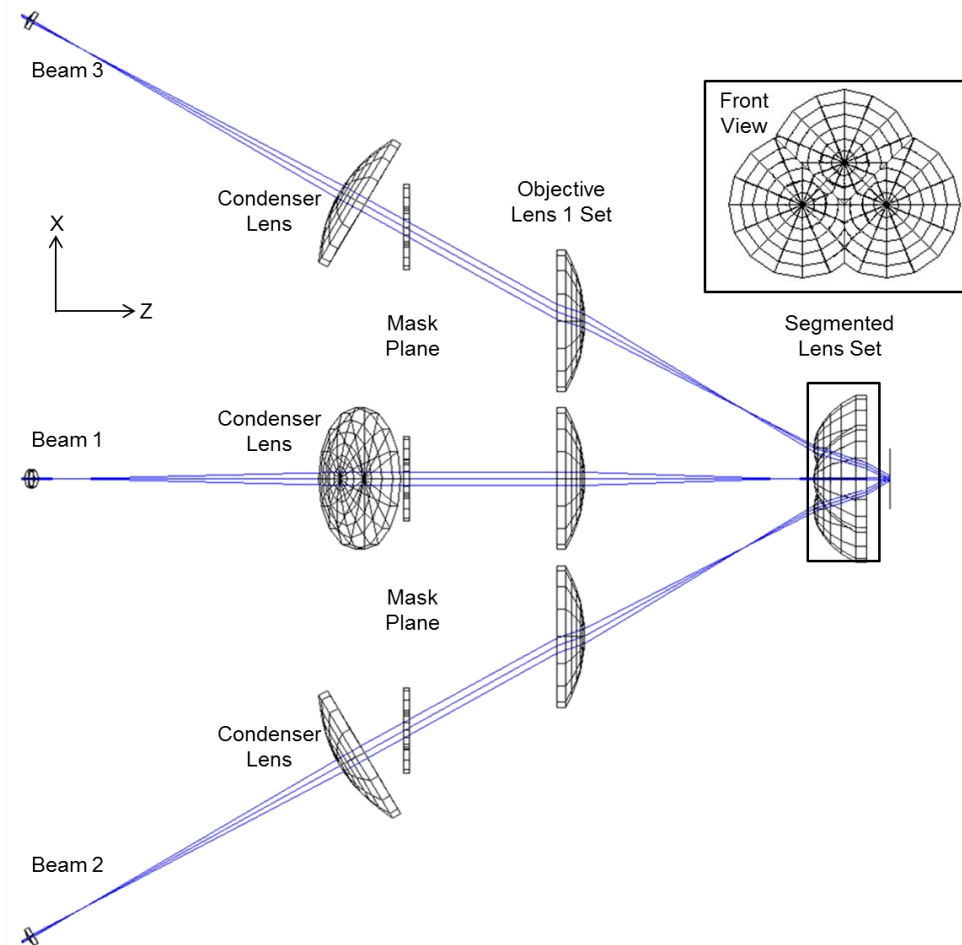 Beam 3
Condenser
Lens
Objective
Lens 1 Set
Front
View
X
Z
Mask
Plane
Segmented
Lens Set
Beam 1
Condenser
Lens
Mask
Plane
Condenser
Lens
Beam 2